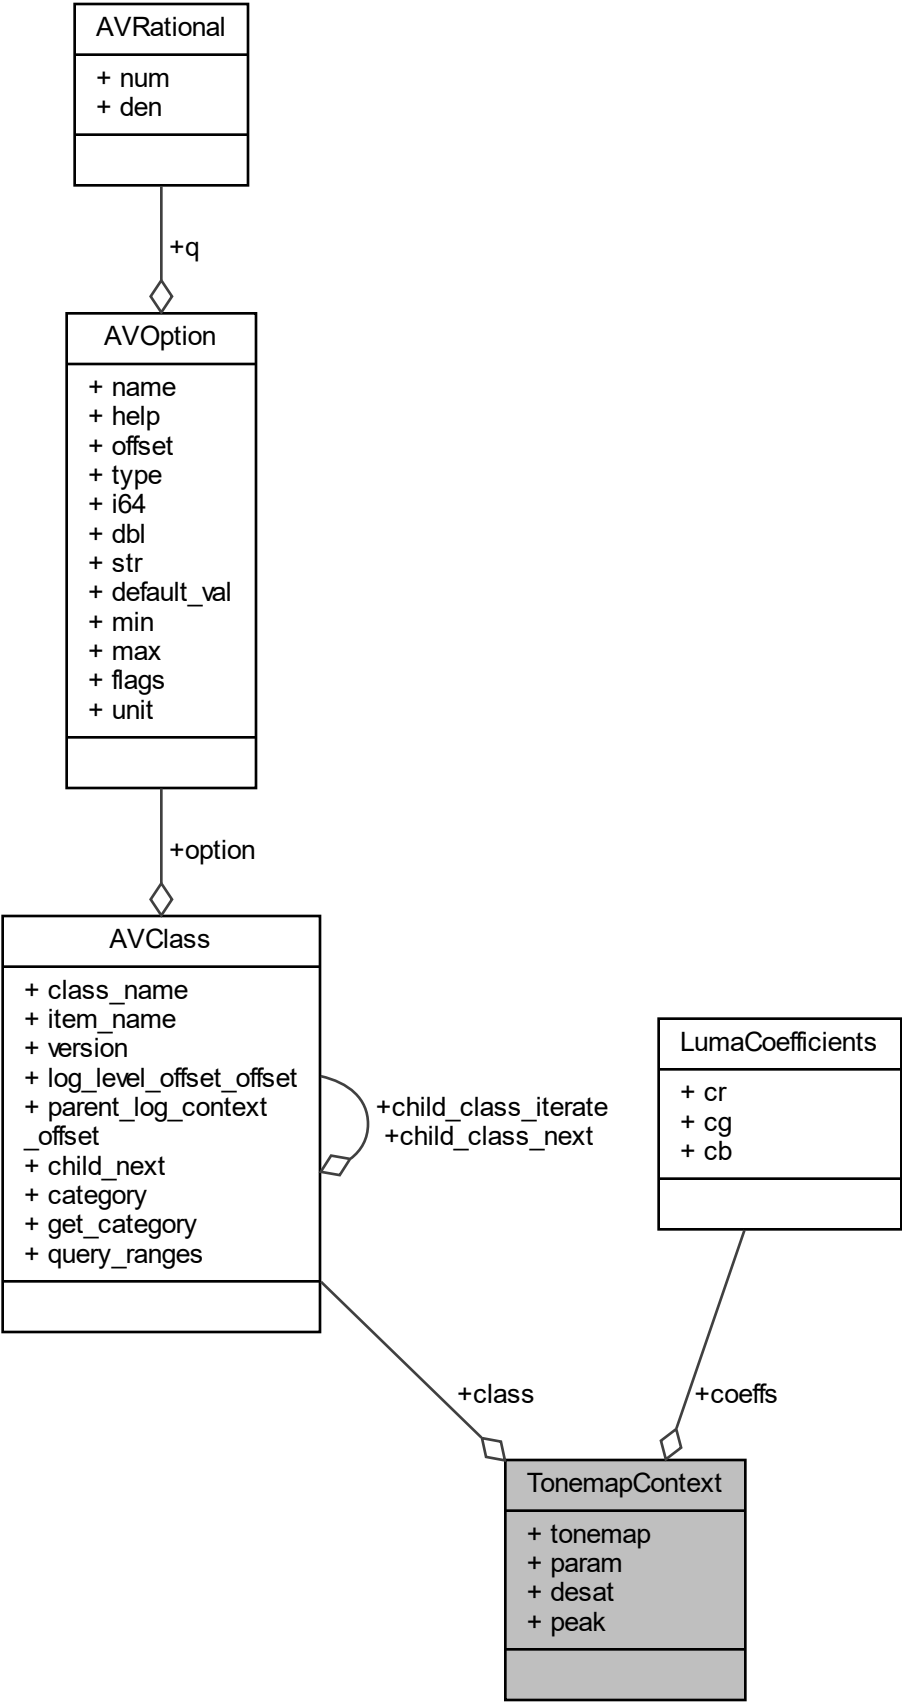 AVRational
+ num
+ den
+q
AVOption
+ name
+ help
+ offset
+ type
+ i64
+ dbl
+ str
+ default_val
+ min
+ max
+ flags
+ unit
+option
AVClass
+ class_name
+ item_name
+ version
+ log_level_offset_offset
+ parent_log_context
_offset
+ child_next
+ category
+ get_category
+ query_ranges
+child_class_iterate
+child_class_next
LumaCoefficients
+ cr
+ cg
+ cb
+class
+coeffs
TonemapContext
+ tonemap
+ param
+ desat
+ peak